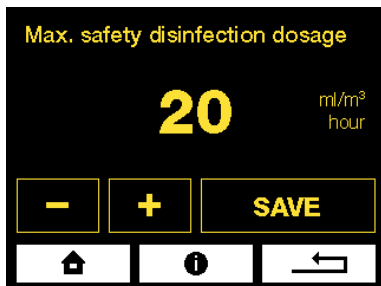 Max. safety disinfection dosage
20
ml/m³
hour
− + SAVE